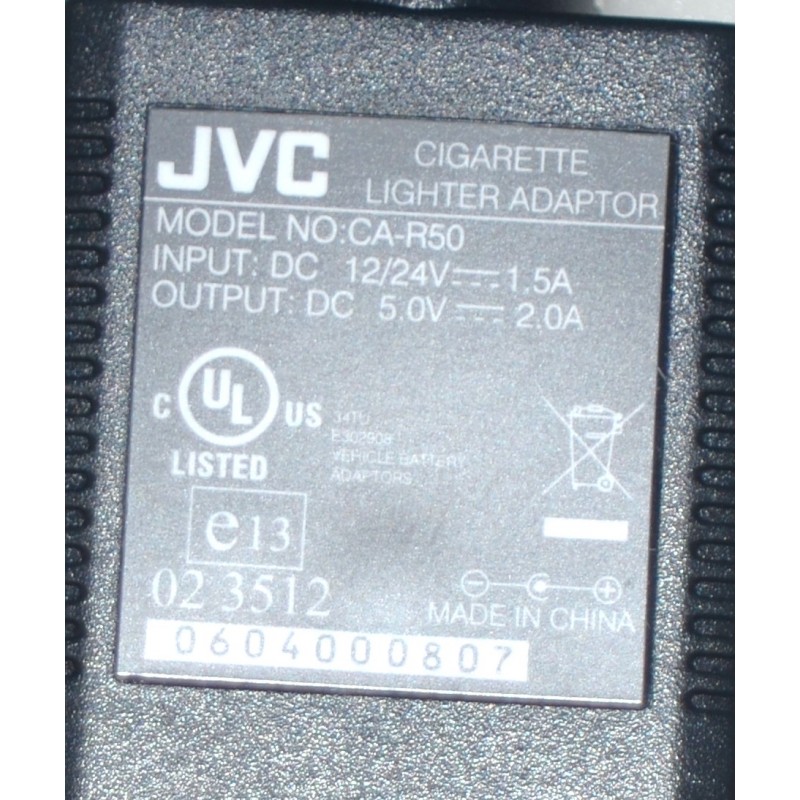 JVC CIGARETTE
LIGHTER ADAPTOR
MODEL NO:CA-R50
INPUT: DC 12/24V 1.5A
OUTPUT: DC 5.0V 2.0A
C UL US
LISTED
34TU
E302908
VEHICLE BATTERY
ADAPTORS
e13
02 3512
MADE IN CHINA
0604000807